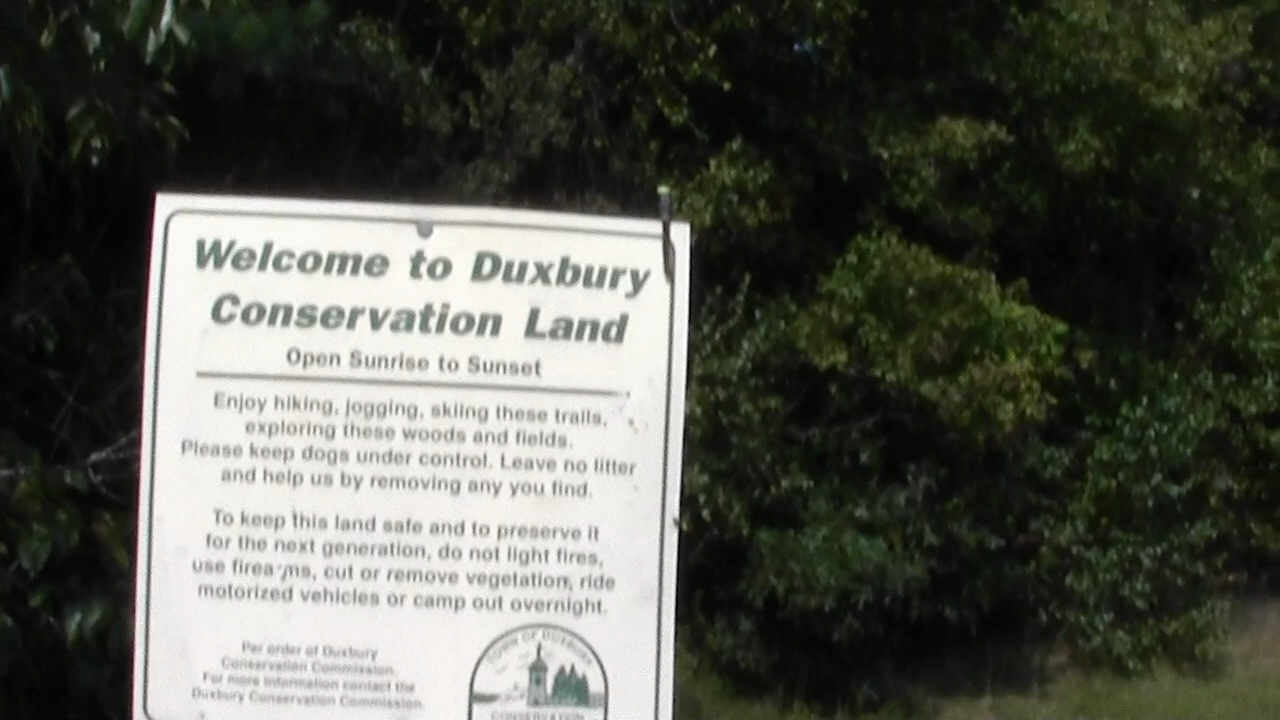 Welcome to Duxbury
Conservation Land
Open Sunrise to Sunset
Enjoy hiking, jogging, skiing these trails,
exploring these woods and fields.
Please keep dogs under control. Leave no litter
and help us by removing any you find.
To keep this land safe and to preserve it
for the next generation, do not light fires,
use firearms, cut or remove vegetation, ride
motorized vehicles or camp out overnight.
Per order of Duxbury
Conservation Commission.
For more information contact the
Duxbury Conservation Commission.
TOWN OF DUXBURY
CONSERVATION